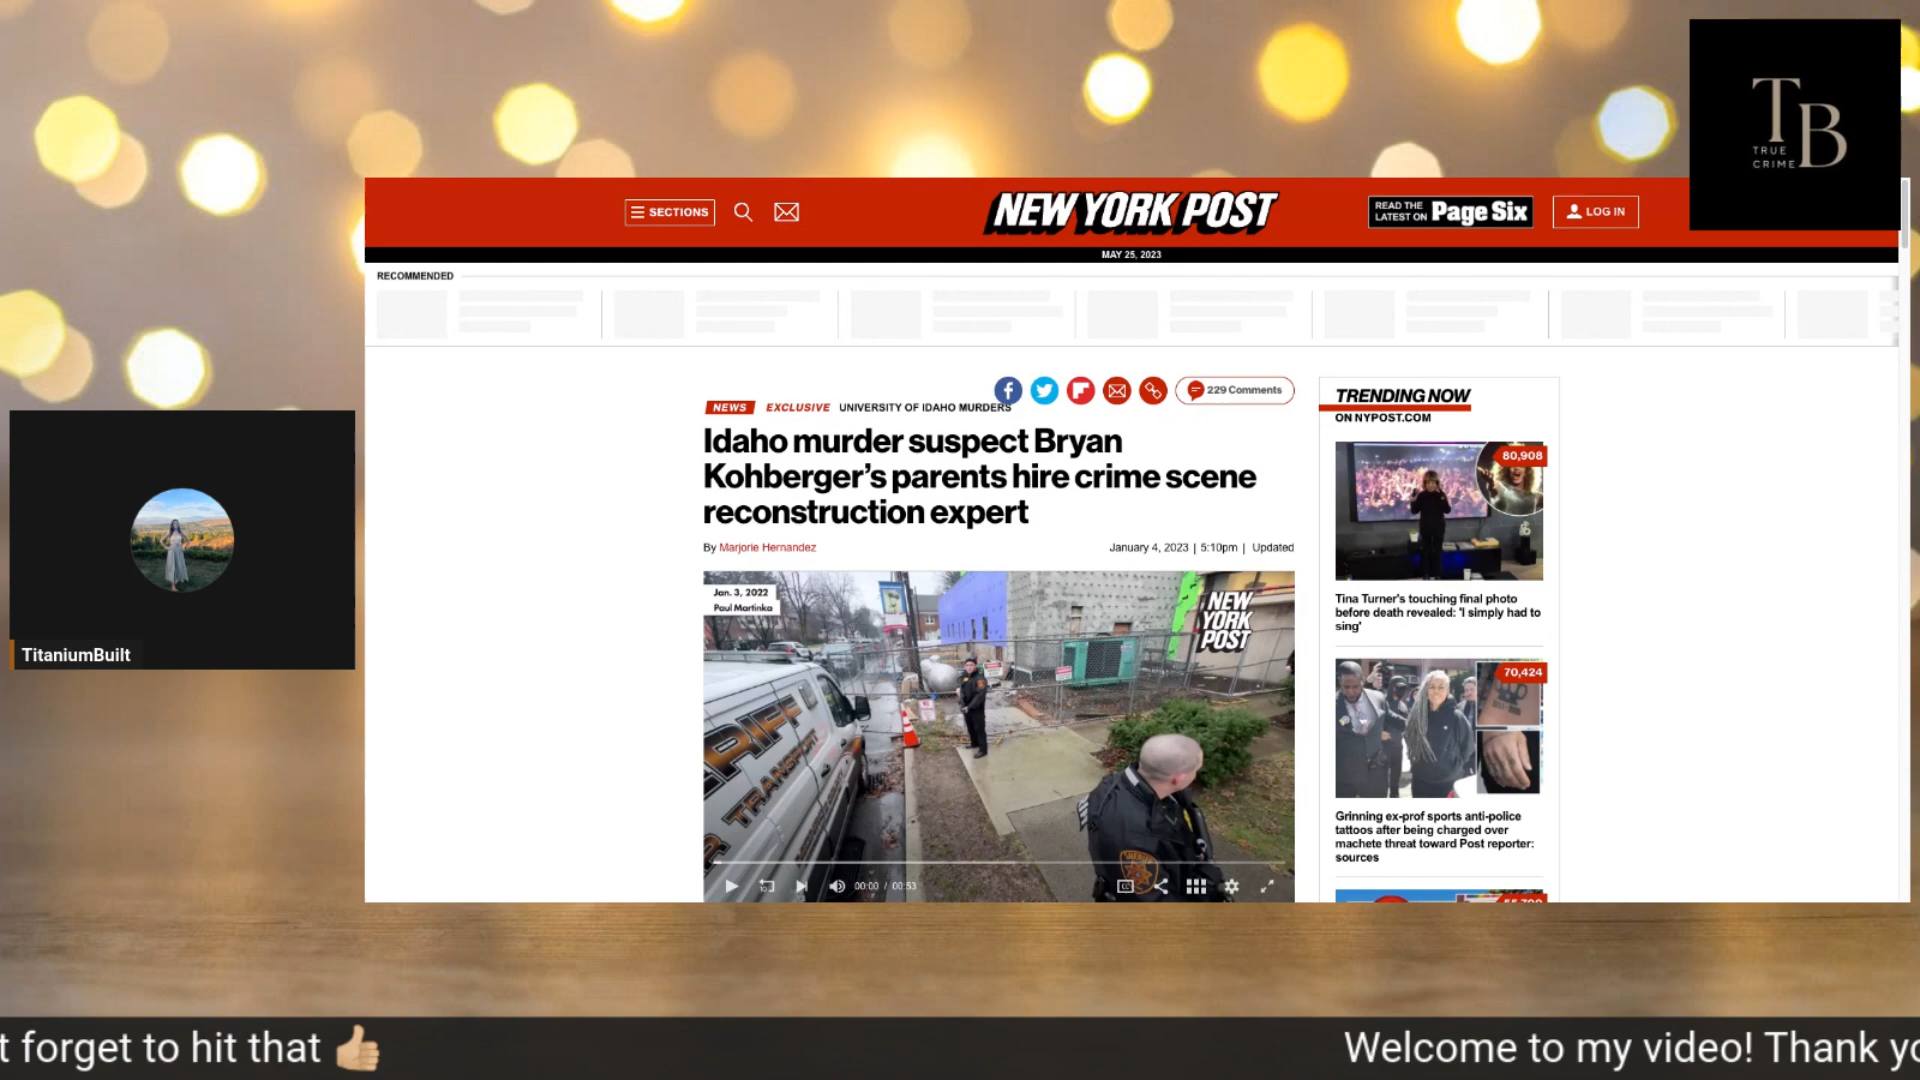 T
B
TRUE
CRIME
SECTIONS
NEW YORK POST
READ THE
LATEST ON
Page Six
LOG IN
MAY 25, 2023
RECOMMENDED
229 Comments
NEWS EXCLUSIVE UNIVERSITY OF IDAHO MURDERS
Idaho murder suspect Bryan
Kohberger’s parents hire crime scene
reconstruction expert
By Marjorie Hernandez
January 4, 2023 | 5:10pm | Updated
Jan. 3, 2022
Paul Martinka
NEW
YORK
POST
TRANSPORT
00:00 / 00:53
TRENDING NOW
ON NYPOST.COM
80,908
Tina Turner's touching final photo
before death revealed: 'I simply had to
sing'
70,424
Grinning ex-prof sports anti-police
tattoos after being charged over
machete threat toward Post reporter:
sources
TitaniumBuilt
t forget to hit that 👍🏼
Welcome to my video! Thank yo